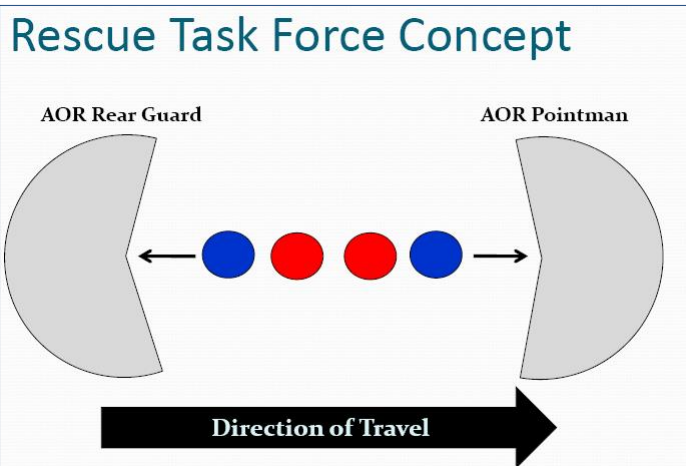 Rescue Task Force Concept
AOR Rear Guard
AOR Pointman
Direction of Travel